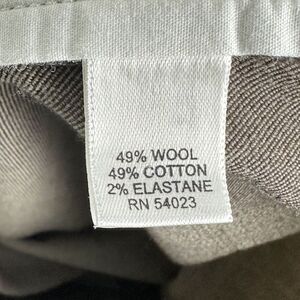 49% WOOL
49% COTTON
2% ELASTANE
RN 54023